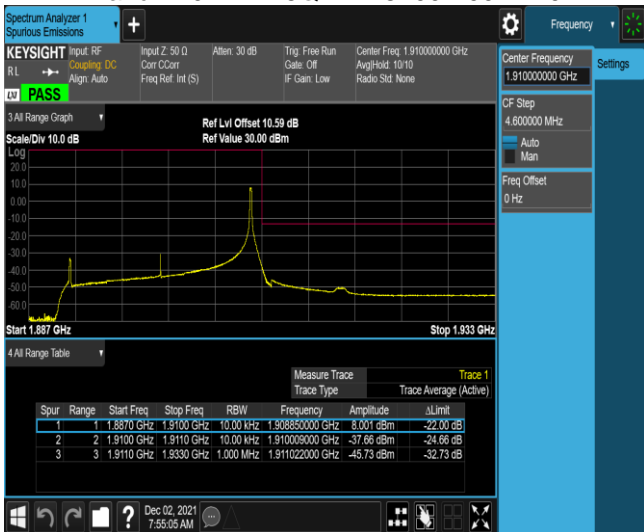 Spectrum Analyzer 1
Spurious Emissions
Frequency
KEYSIGHT Input: RF Input Z: 50 Ω Atten: 30 dB Trig: Free Run Center Freq: 1.910000000 GHz
R L Coupling: DC Corr CCorr Gate: Off Avg|Hold: 10/10
Align: Auto Freq Ref: Int (S) IF Gain: Low Radio Std: None
LXI PASS
Center Frequency
1.910000000 GHz
Settings
CF Step
4.600000 MHz
Auto
Man
Freq Offset
0 Hz
3 All Range Graph
Ref Lvl Offset 10.59 dB
Scale/Div 10.0 dB Ref Value 30.00 dBm
Log
20.0
10.0
0.00
-10.0
-20.0
-30.0
-40.0
-50.0
-60.0
Start 1.887 GHz Stop 1.933 GHz
4 All Range Table
Measure Trace Trace 1
Trace Type Trace Average (Active)
Spur Range Start Freq Stop Freq RBW Frequency Amplitude ΔLimit
1 1 1.8870 GHz 1.9100 GHz 10.00 kHz 1.908850000 GHz 8.001 dBm -22.00 dB
2 2 1.9100 GHz 1.9110 GHz 10.00 kHz 1.910009000 GHz -37.66 dBm -24.66 dB
3 3 1.9110 GHz 1.9330 GHz 1.000 MHz 1.911022000 GHz -45.73 dBm -32.73 dB
Dec 02, 2021
7:55:05 AM